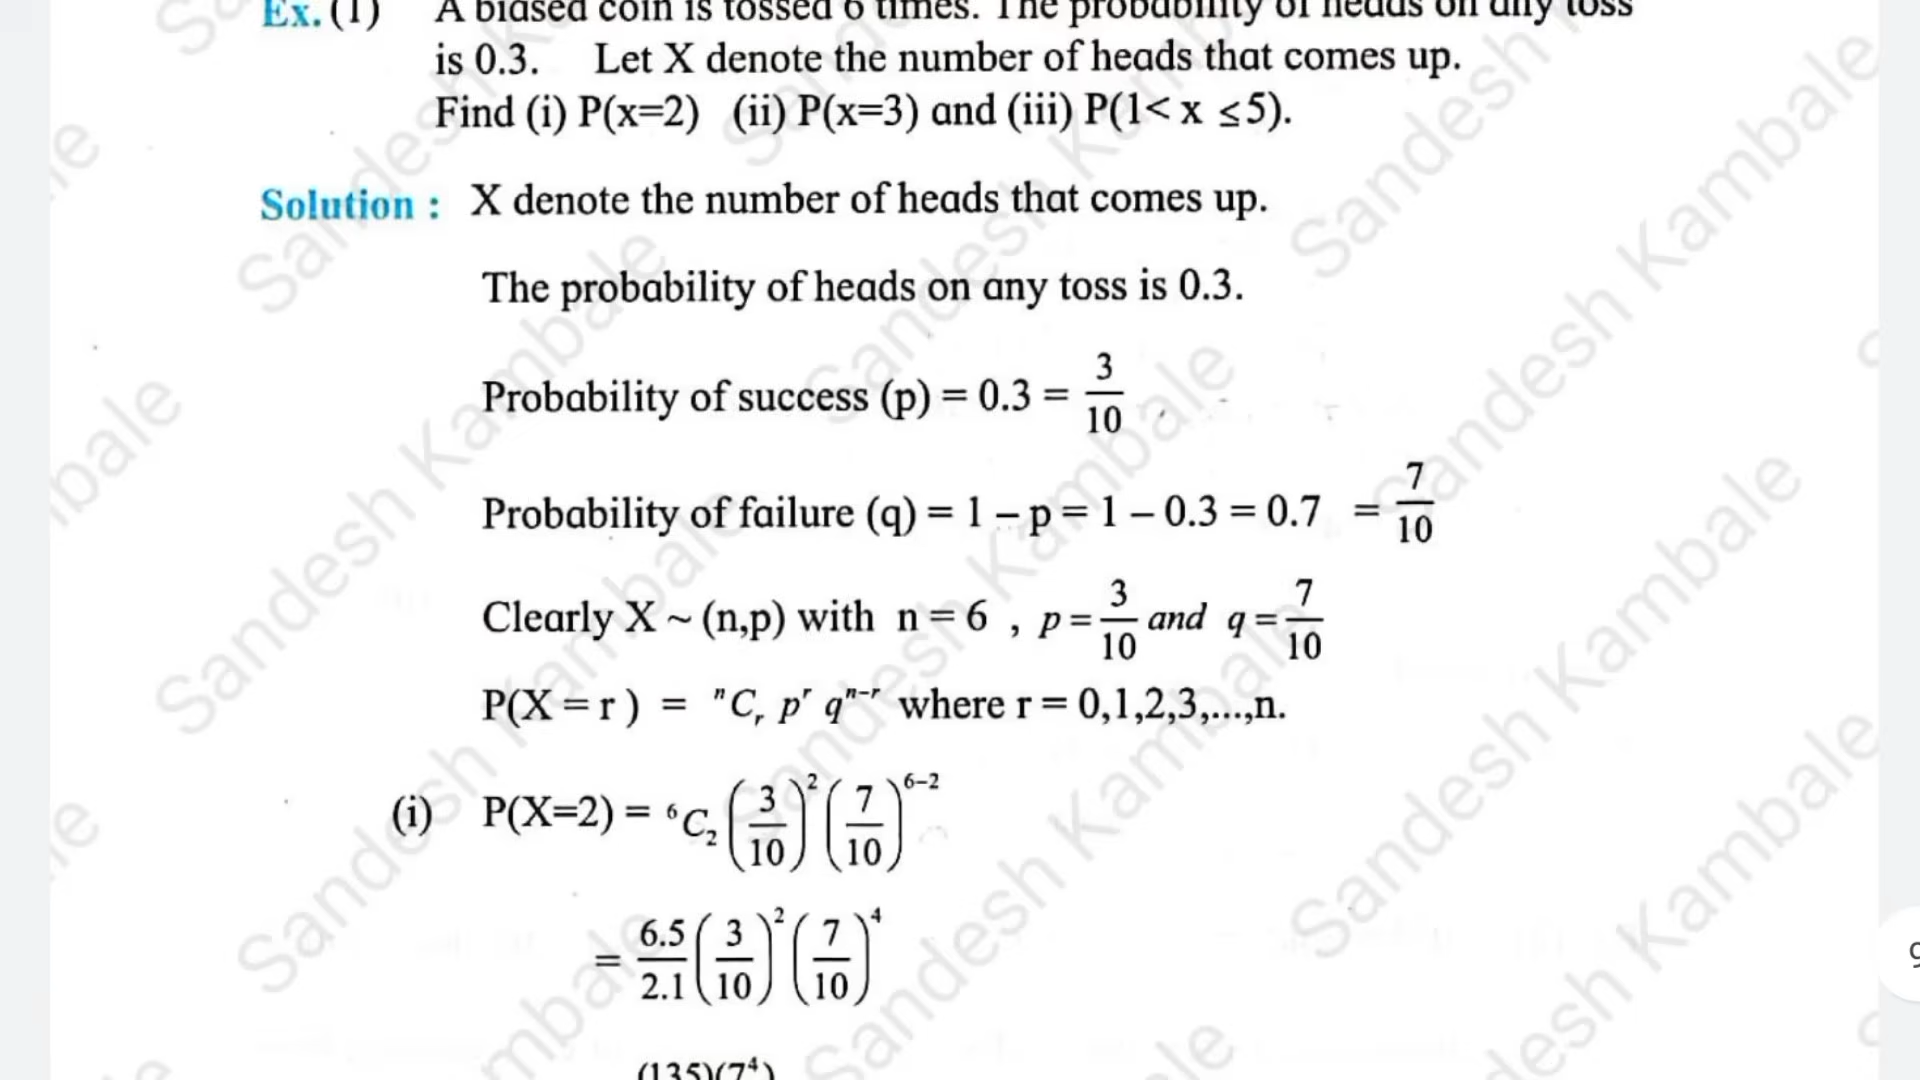 Ex. (1) A biased coin is tossed 6 times. The probability of heads on any toss
is 0.3. Let X denote the number of heads that comes up.
Find (i) P(x=2) (ii) P(x=3) and (iii) P(1< x ≤5).
Solution : X denote the number of heads that comes up.
The probability of heads on any toss is 0.3.
Probability of success (p) = 0.3 = 3/10
Probability of failure (q) = 1 – p = 1 – 0.3 = 0.7 = 7/10
Clearly X ~ (n,p) with n = 6 , p = 3/10 and q = 7/10
P(X = r ) = ⁿCᵣ pʳ qⁿ⁻ʳ where r = 0,1,2,3,...,n.
(i) P(X=2) = ⁶C₂ (3/10)² (7/10)⁶⁻²
= 6.5/2.1 (3/10)² (7/10)⁴
(135)(7⁴)
Sandesh Kambale